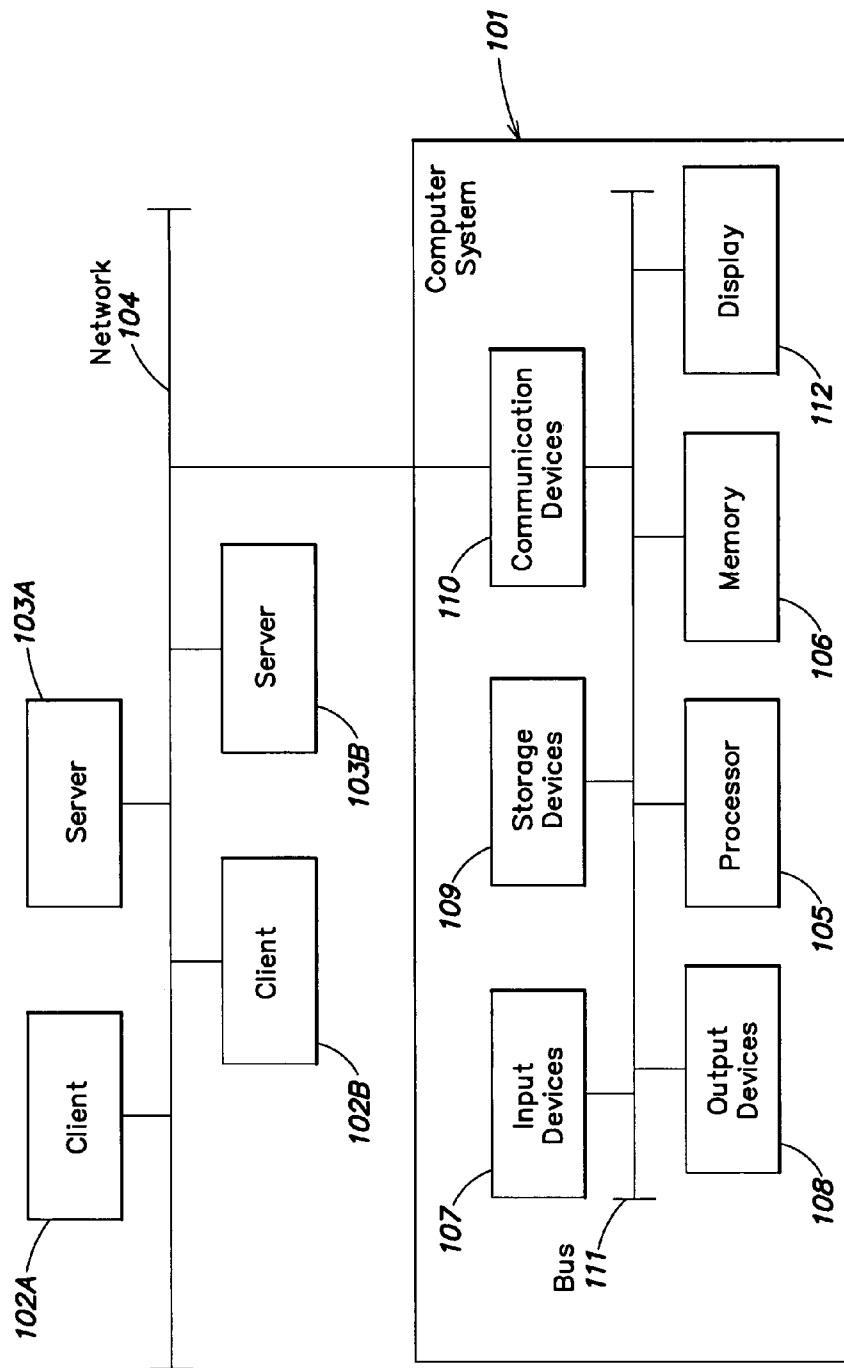 102A
Client
103A
Server
Network
104
Client
102B
Server
103B
101
Computer
System
107
Input
Devices
109
Storage
Devices
110
Communication
Devices
Bus
111
Output
Devices
108
Processor
105
Memory
106
Display
112